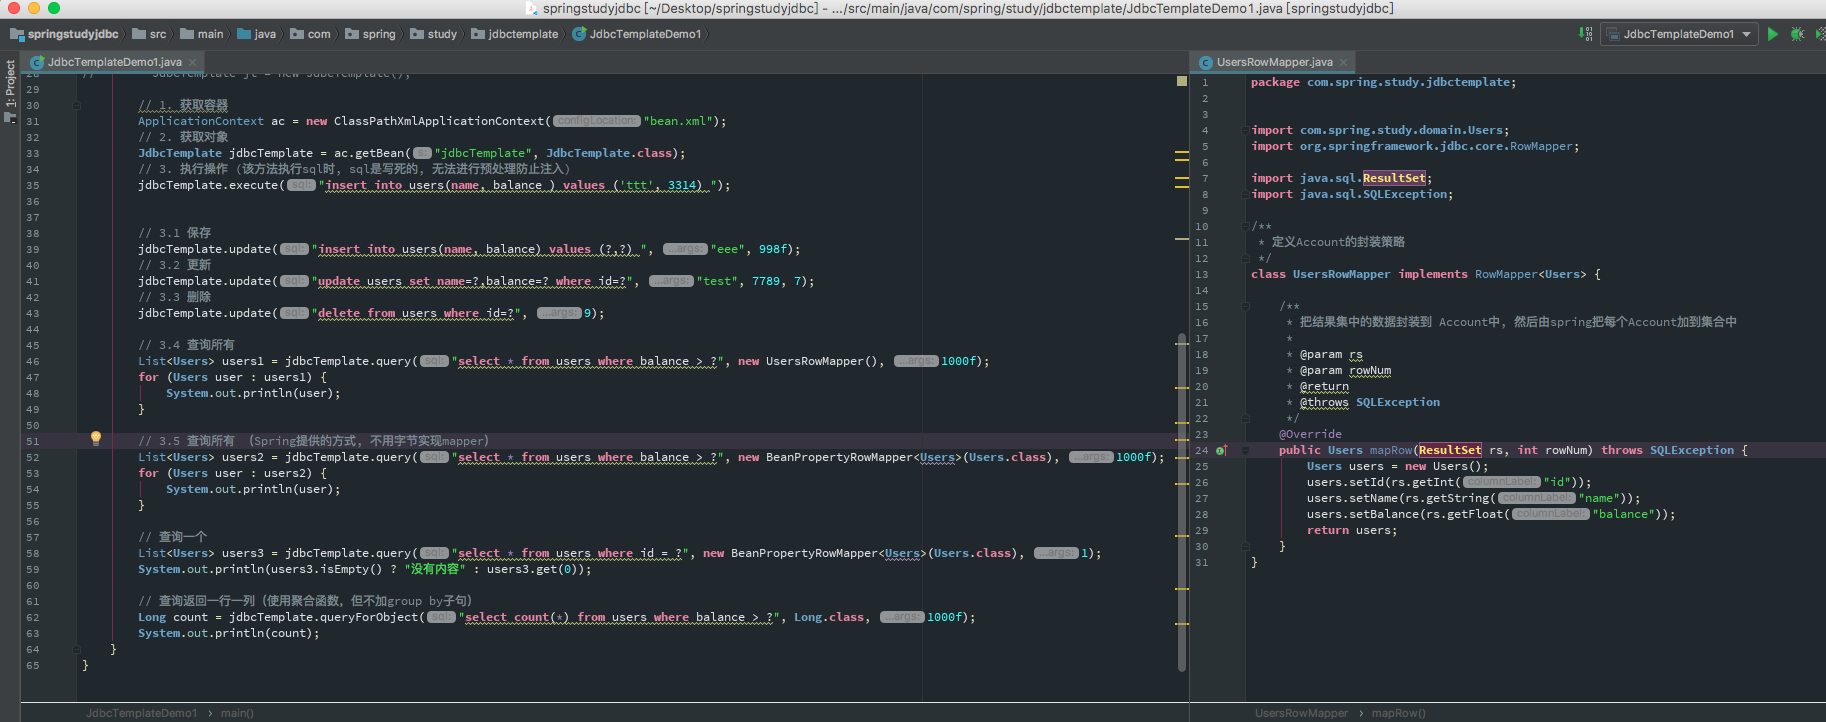 springstudyjdbc [~/Desktop/springstudyjdbc] - .../src/main/java/com/spring/study/jdbctemplate/JdbcTemplateDemo1.java [springstudyjdbc]
springstudyjdbc src main java com spring study jdbctemplate JdbcTemplateDemo1
JdbcTemplateDemo1
1: Project
JdbcTemplateDemo1.java
28 // JdbcTemplate jt = new JdbcTemplate();
29
30 // 1. 获取容器
31 ApplicationContext ac = new ClassPathXmlApplicationContext( configLocation: "bean.xml");
32 // 2. 获取对象
33 JdbcTemplate jdbcTemplate = ac.getBean( s: "jdbcTemplate", JdbcTemplate.class);
34 // 3. 执行操作 (该方法执行sql时, sql是写死的, 无法进行预处理防止注入)
35 jdbcTemplate.execute( sql: "insert into users(name, balance ) values ('ttt', 3314) ");
36
37
38 // 3.1 保存
39 jdbcTemplate.update( sql: "insert into users(name, balance) values (?,?) ", ...args: "eee", 998f);
40 // 3.2 更新
41 jdbcTemplate.update( sql: "update users set name=?,balance=? where id=?", ...args: "test", 7789, 7);
42 // 3.3 删除
43 jdbcTemplate.update( sql: "delete from users where id=?", ...args: 9);
44
45 // 3.4 查询所有
46 List<Users> users1 = jdbcTemplate.query( sql: "select * from users where balance > ?", new UsersRowMapper(), ...args: 1000f);
47 for (Users user : users1) {
48 System.out.println(user);
49 }
50
51 // 3.5 查询所有 (Spring提供的方式, 不用字节实现mapper)
52 List<Users> users2 = jdbcTemplate.query( sql: "select * from users where balance > ?", new BeanPropertyRowMapper<Users>(Users.class), ...args: 1000f);
53 for (Users user : users2) {
54 System.out.println(user);
55 }
56
57 // 查询一个
58 List<Users> users3 = jdbcTemplate.query( sql: "select * from users where id = ?", new BeanPropertyRowMapper<Users>(Users.class), ...args: 1);
59 System.out.println(users3.isEmpty() ? "没有内容" : users3.get(0));
60
61 // 查询返回一行一列 (使用聚合函数, 但不加group by子句)
62 Long count = jdbcTemplate.queryForObject( sql: "select count(*) from users where balance > ?", Long.class, ...args: 1000f);
63 System.out.println(count);
64 }
65 }
JdbcTemplateDemo1 › main()
UsersRowMapper.java
1 package com.spring.study.jdbctemplate;
2
3
4 import com.spring.study.domain.Users;
5 import org.springframework.jdbc.core.RowMapper;
6
7 import java.sql.ResultSet;
8 import java.sql.SQLException;
9
10 /**
11 * 定义Account的封装策略
12 */
13 class UsersRowMapper implements RowMapper<Users> {
14
15 /**
16 * 把结果集中的数据封装到 Account中, 然后由spring把每个Account加到集合中
17 *
18 * @param rs
19 * @param rowNum
20 * @return
21 * @throws SQLException
22 */
23 @Override
24 public Users mapRow(ResultSet rs, int rowNum) throws SQLException {
25 Users users = new Users();
26 users.setId(rs.getInt( columnLabel: "id"));
27 users.setName(rs.getString( columnLabel: "name"));
28 users.setBalance(rs.getFloat( columnLabel: "balance"));
29 return users;
30 }
31 }
UsersRowMapper › mapRow()